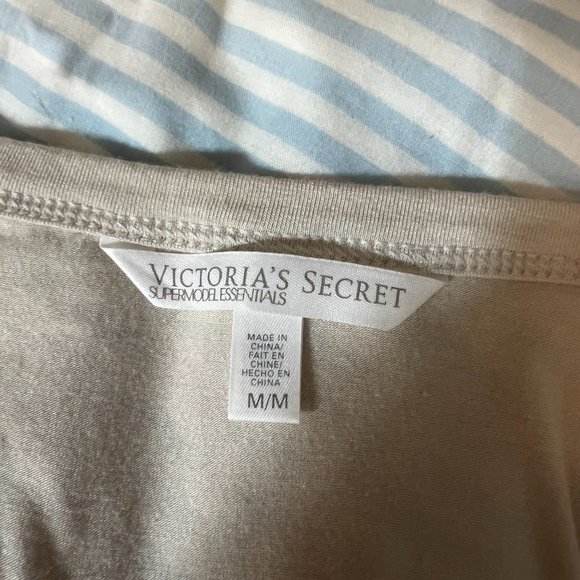 VICTORIA'S SECRET
SUPERMODEL ESSENTIALS
MADE IN
CHINA/
FAIT EN
CHINE/
HECHO EN
CHINA
M/M